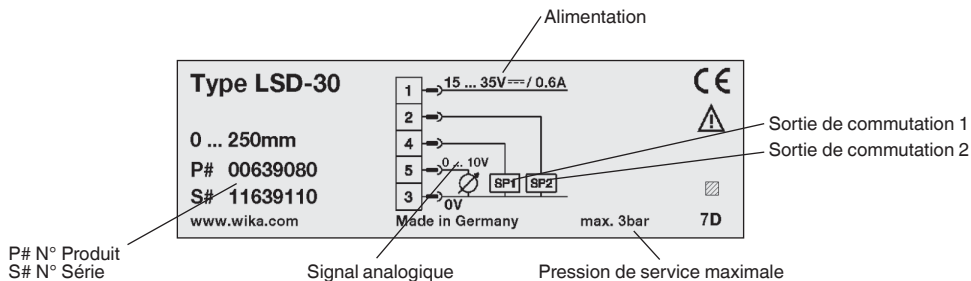 Alimentation
Type LSD-30
1 15 ... 35V⎓/ 0.6A
CE
2
4
0 ... 250mm
5 0 ... 10V
SP1 SP2
P# 00639080
3 0V
S# 11639110
www.wika.com
Made in Germany
max. 3bar
7D
Sortie de commutation 1
Sortie de commutation 2
P# N° Produit
S# N° Série
Signal analogique
Pression de service maximale